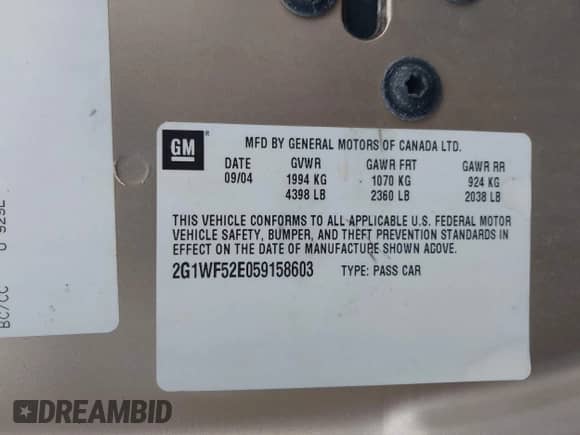 GM
®
MFD BY GENERAL MOTORS OF CANADA LTD.
DATE GVWR GAWR FRT GAWR RR
09/04 1994 KG 1070 KG 924 KG
4398 LB 2360 LB 2038 LB
THIS VEHICLE CONFORMS TO ALL APPLICABLE U.S. FEDERAL MOTOR
VEHICLE SAFETY, BUMPER, AND THEFT PREVENTION STANDARDS IN
EFFECT ON THE DATE OF MANUFACTURE SHOWN ABOVE.
2G1WF52E059158603 TYPE: PASS CAR
BC/CC U 925L
DREAMBID